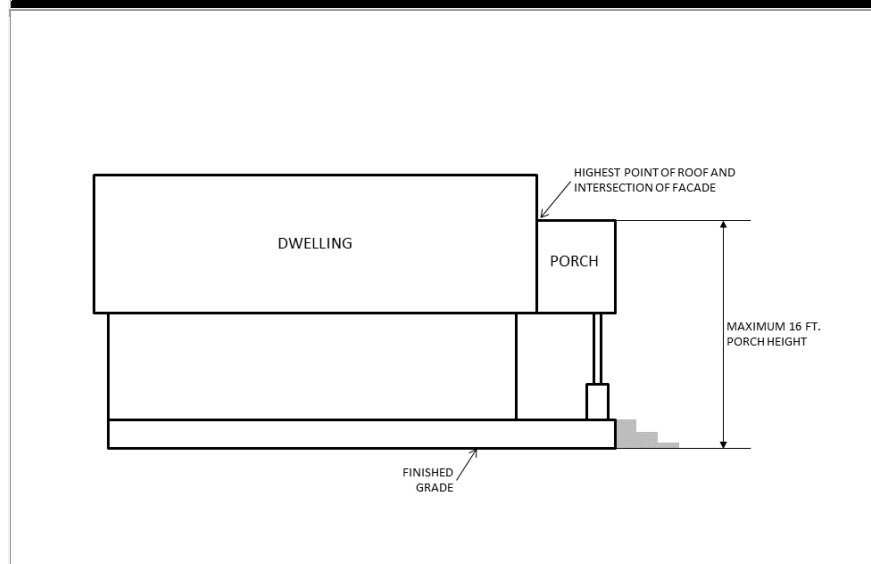 HIGHEST POINT OF ROOF AND
INTERSECTION OF FACADE
DWELLING
PORCH
MAXIMUM 16 FT.
PORCH HEIGHT
FINISHED
GRADE